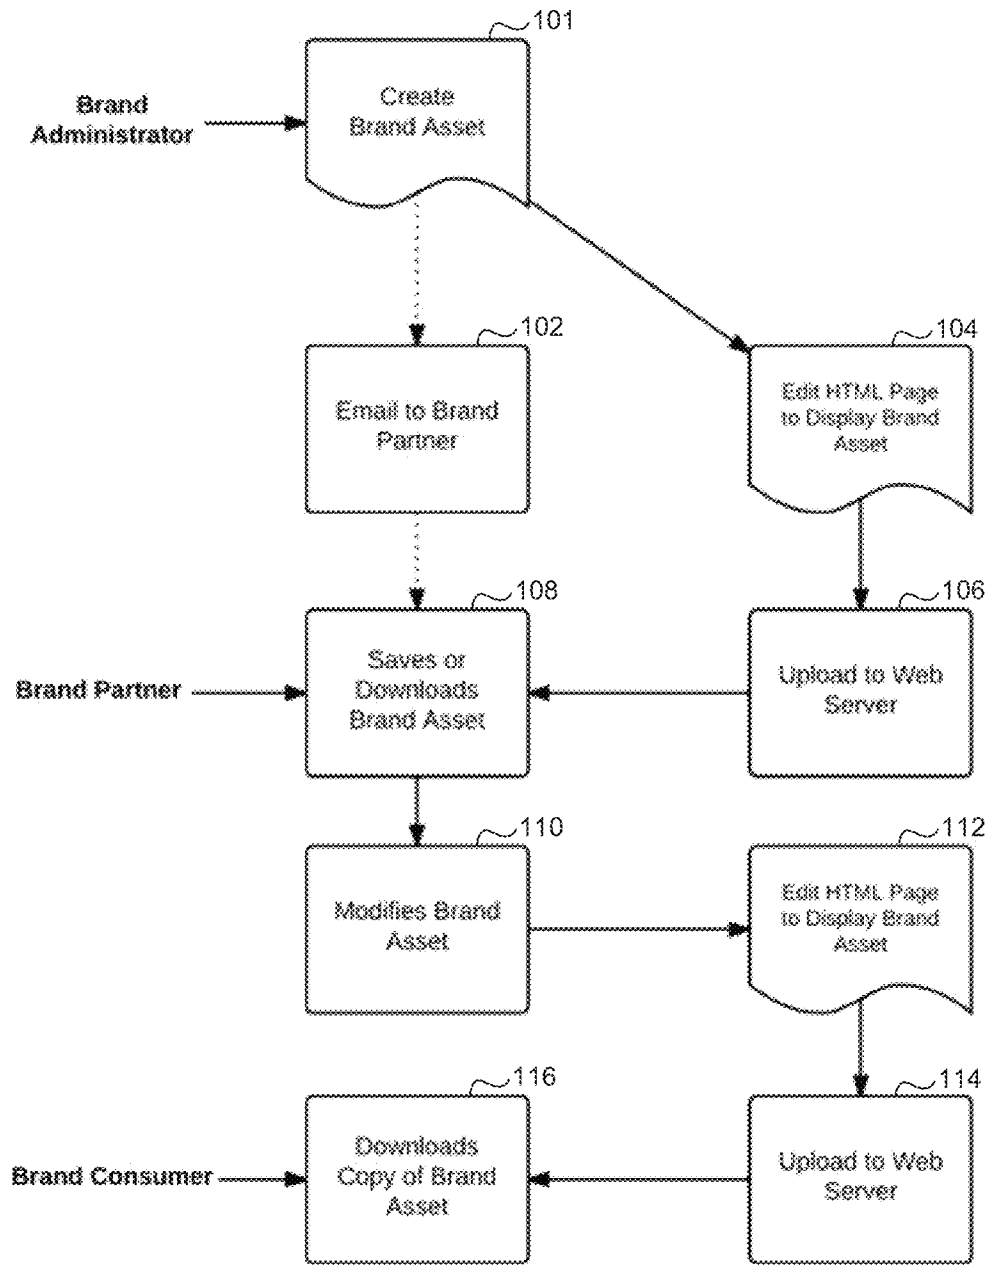 101
Create
Brand Asset
Brand
Administrator
102
Email to Brand
Partner
104
Edit HTML Page
to Display Brand
Asset
108
Saves or
Downloads
Brand Asset
Brand Partner
106
Upload to Web
Server
110
Modifies Brand
Asset
112
Edit HTML Page
to Display Brand
Asset
116
Downloads
Copy of Brand
Asset
Brand Consumer
114
Upload to Web
Server